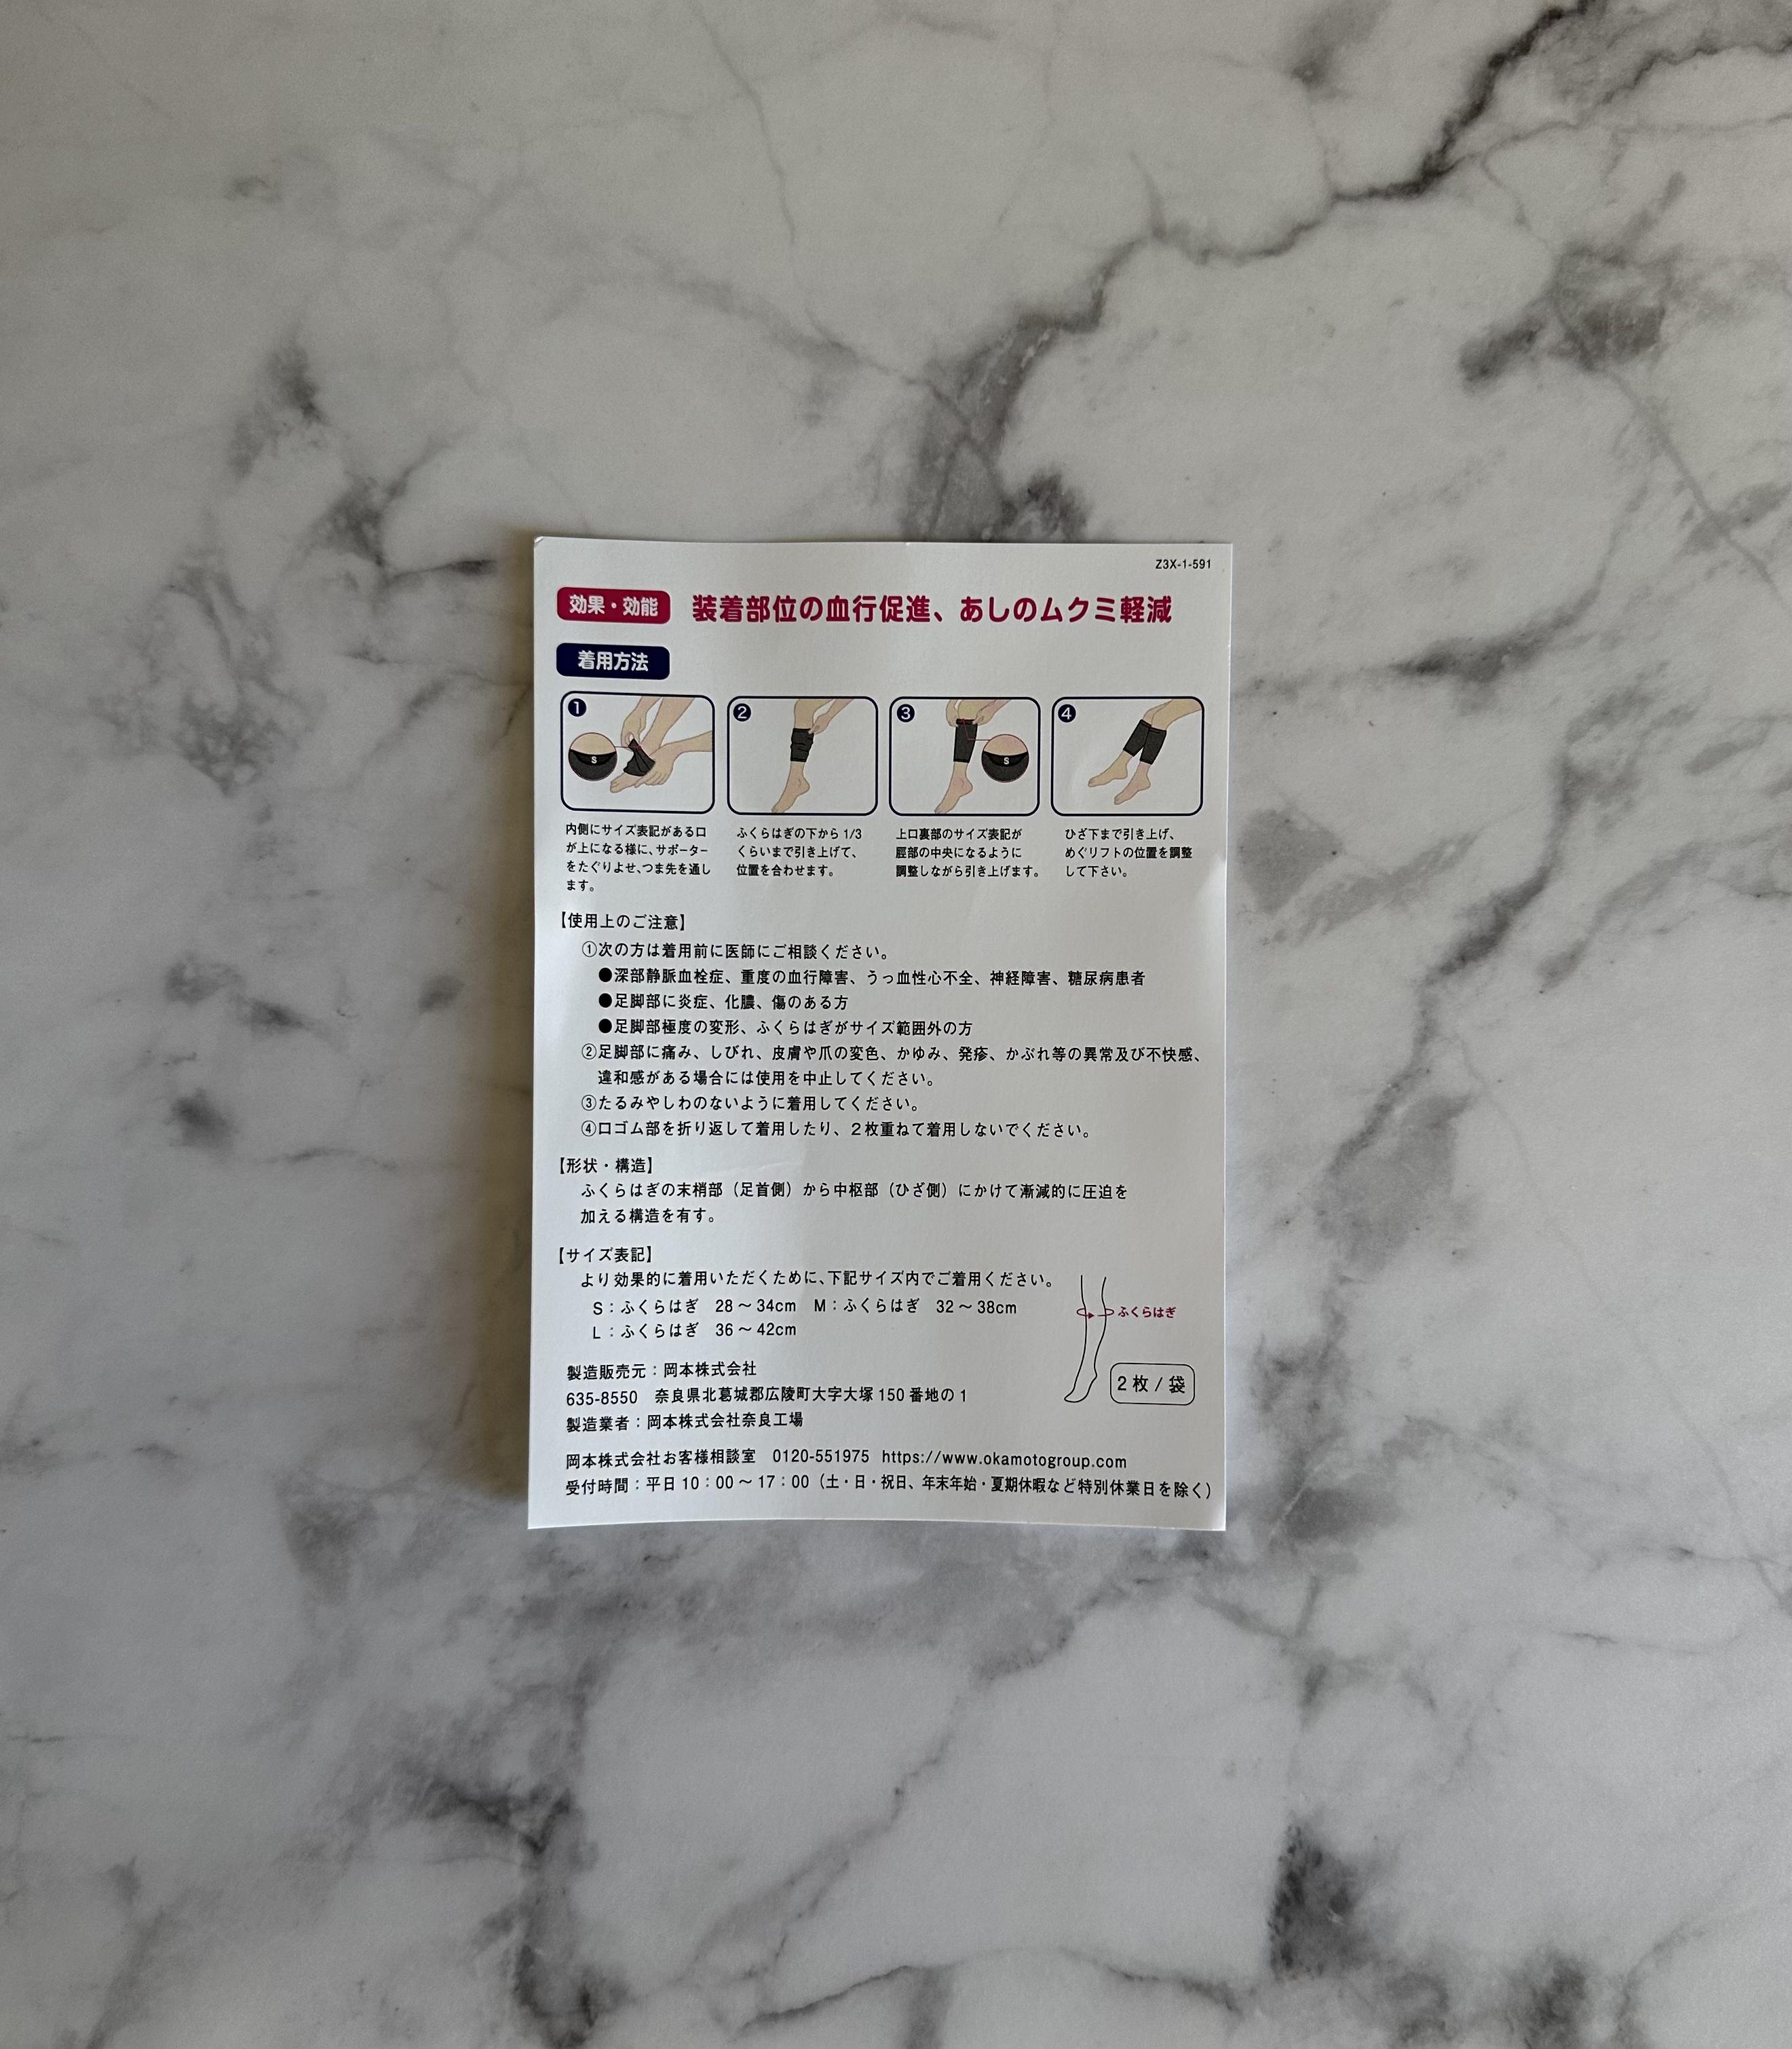 Z3X-1-591
効果・効能 装着部位の血行促進、あしのムクミ軽減
着用方法
1
S
2
3
S
4
内側にサイズ表記がある口
が上になる様に、サポーター
をたぐりよせ、つま先を通し
ます。
ふくらはぎの下から 1/3
くらいまで引き上げて、
位置を合わせます。
上口裏部のサイズ表記が
脛部の中央になるように
調整しながら引き上げます。
ひざ下まで引き上げ、
めぐリフトの位置を調整
して下さい。
【使用上のご注意】
①次の方は着用前に医師にご相談ください。
●深部静脈血栓症、重度の血行障害、うっ血性心不全、神経障害、糖尿病患者
●足脚部に炎症、化膿、傷のある方
●足脚部極度の変形、ふくらはぎがサイズ範囲外の方
②足脚部に痛み、しびれ、皮膚や爪の変色、かゆみ、発疹、かぶれ等の異常及び不快感、
違和感がある場合には使用を中止してください。
③たるみやしわのないように着用してください。
④口ゴム部を折り返して着用したり、2枚重ねて着用しないでください。
【形状・構造】
ふくらはぎの末梢部（足首側）から中枢部（ひざ側）にかけて漸減的に圧迫を
加える構造を有す。
【サイズ表記】
より効果的に着用いただくために、下記サイズ内でご着用ください。
S：ふくらはぎ 28～34cm M：ふくらはぎ 32～38cm
L：ふくらはぎ 36～42cm
ふくらはぎ
2枚/袋
製造販売元：岡本株式会社
635-8550 奈良県北葛城郡広陵町大字大塚150番地の1
製造業者：岡本株式会社奈良工場
岡本株式会社お客様相談室 0120-551975 https://www.okamotogroup.com
受付時間：平日10：00～17：00（土・日・祝日、年末年始・夏期休暇など特別休業日を除く）